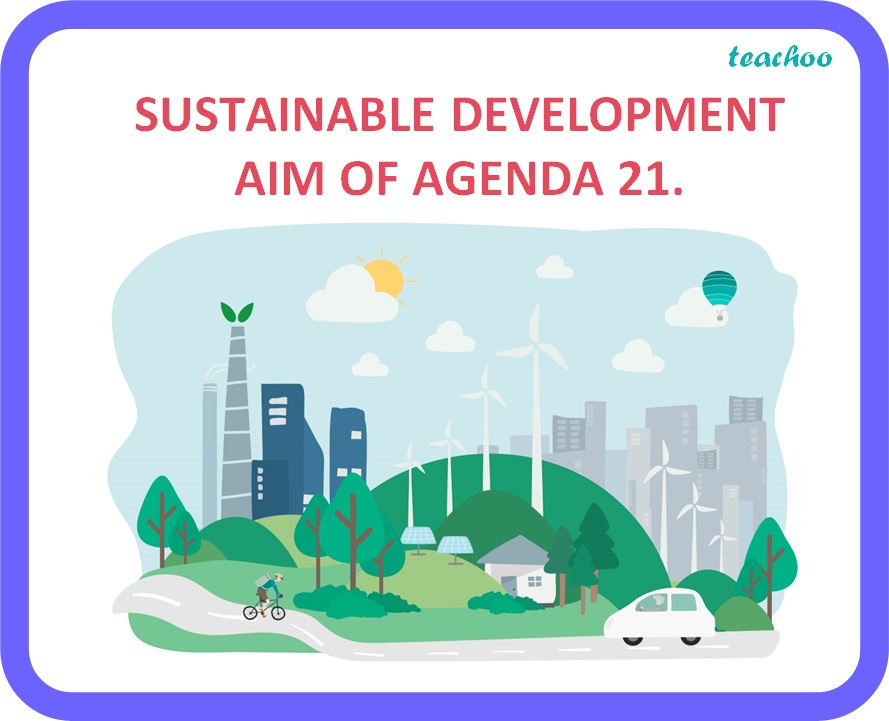 teachoo
SUSTAINABLE DEVELOPMENT
AIM OF AGENDA 21.